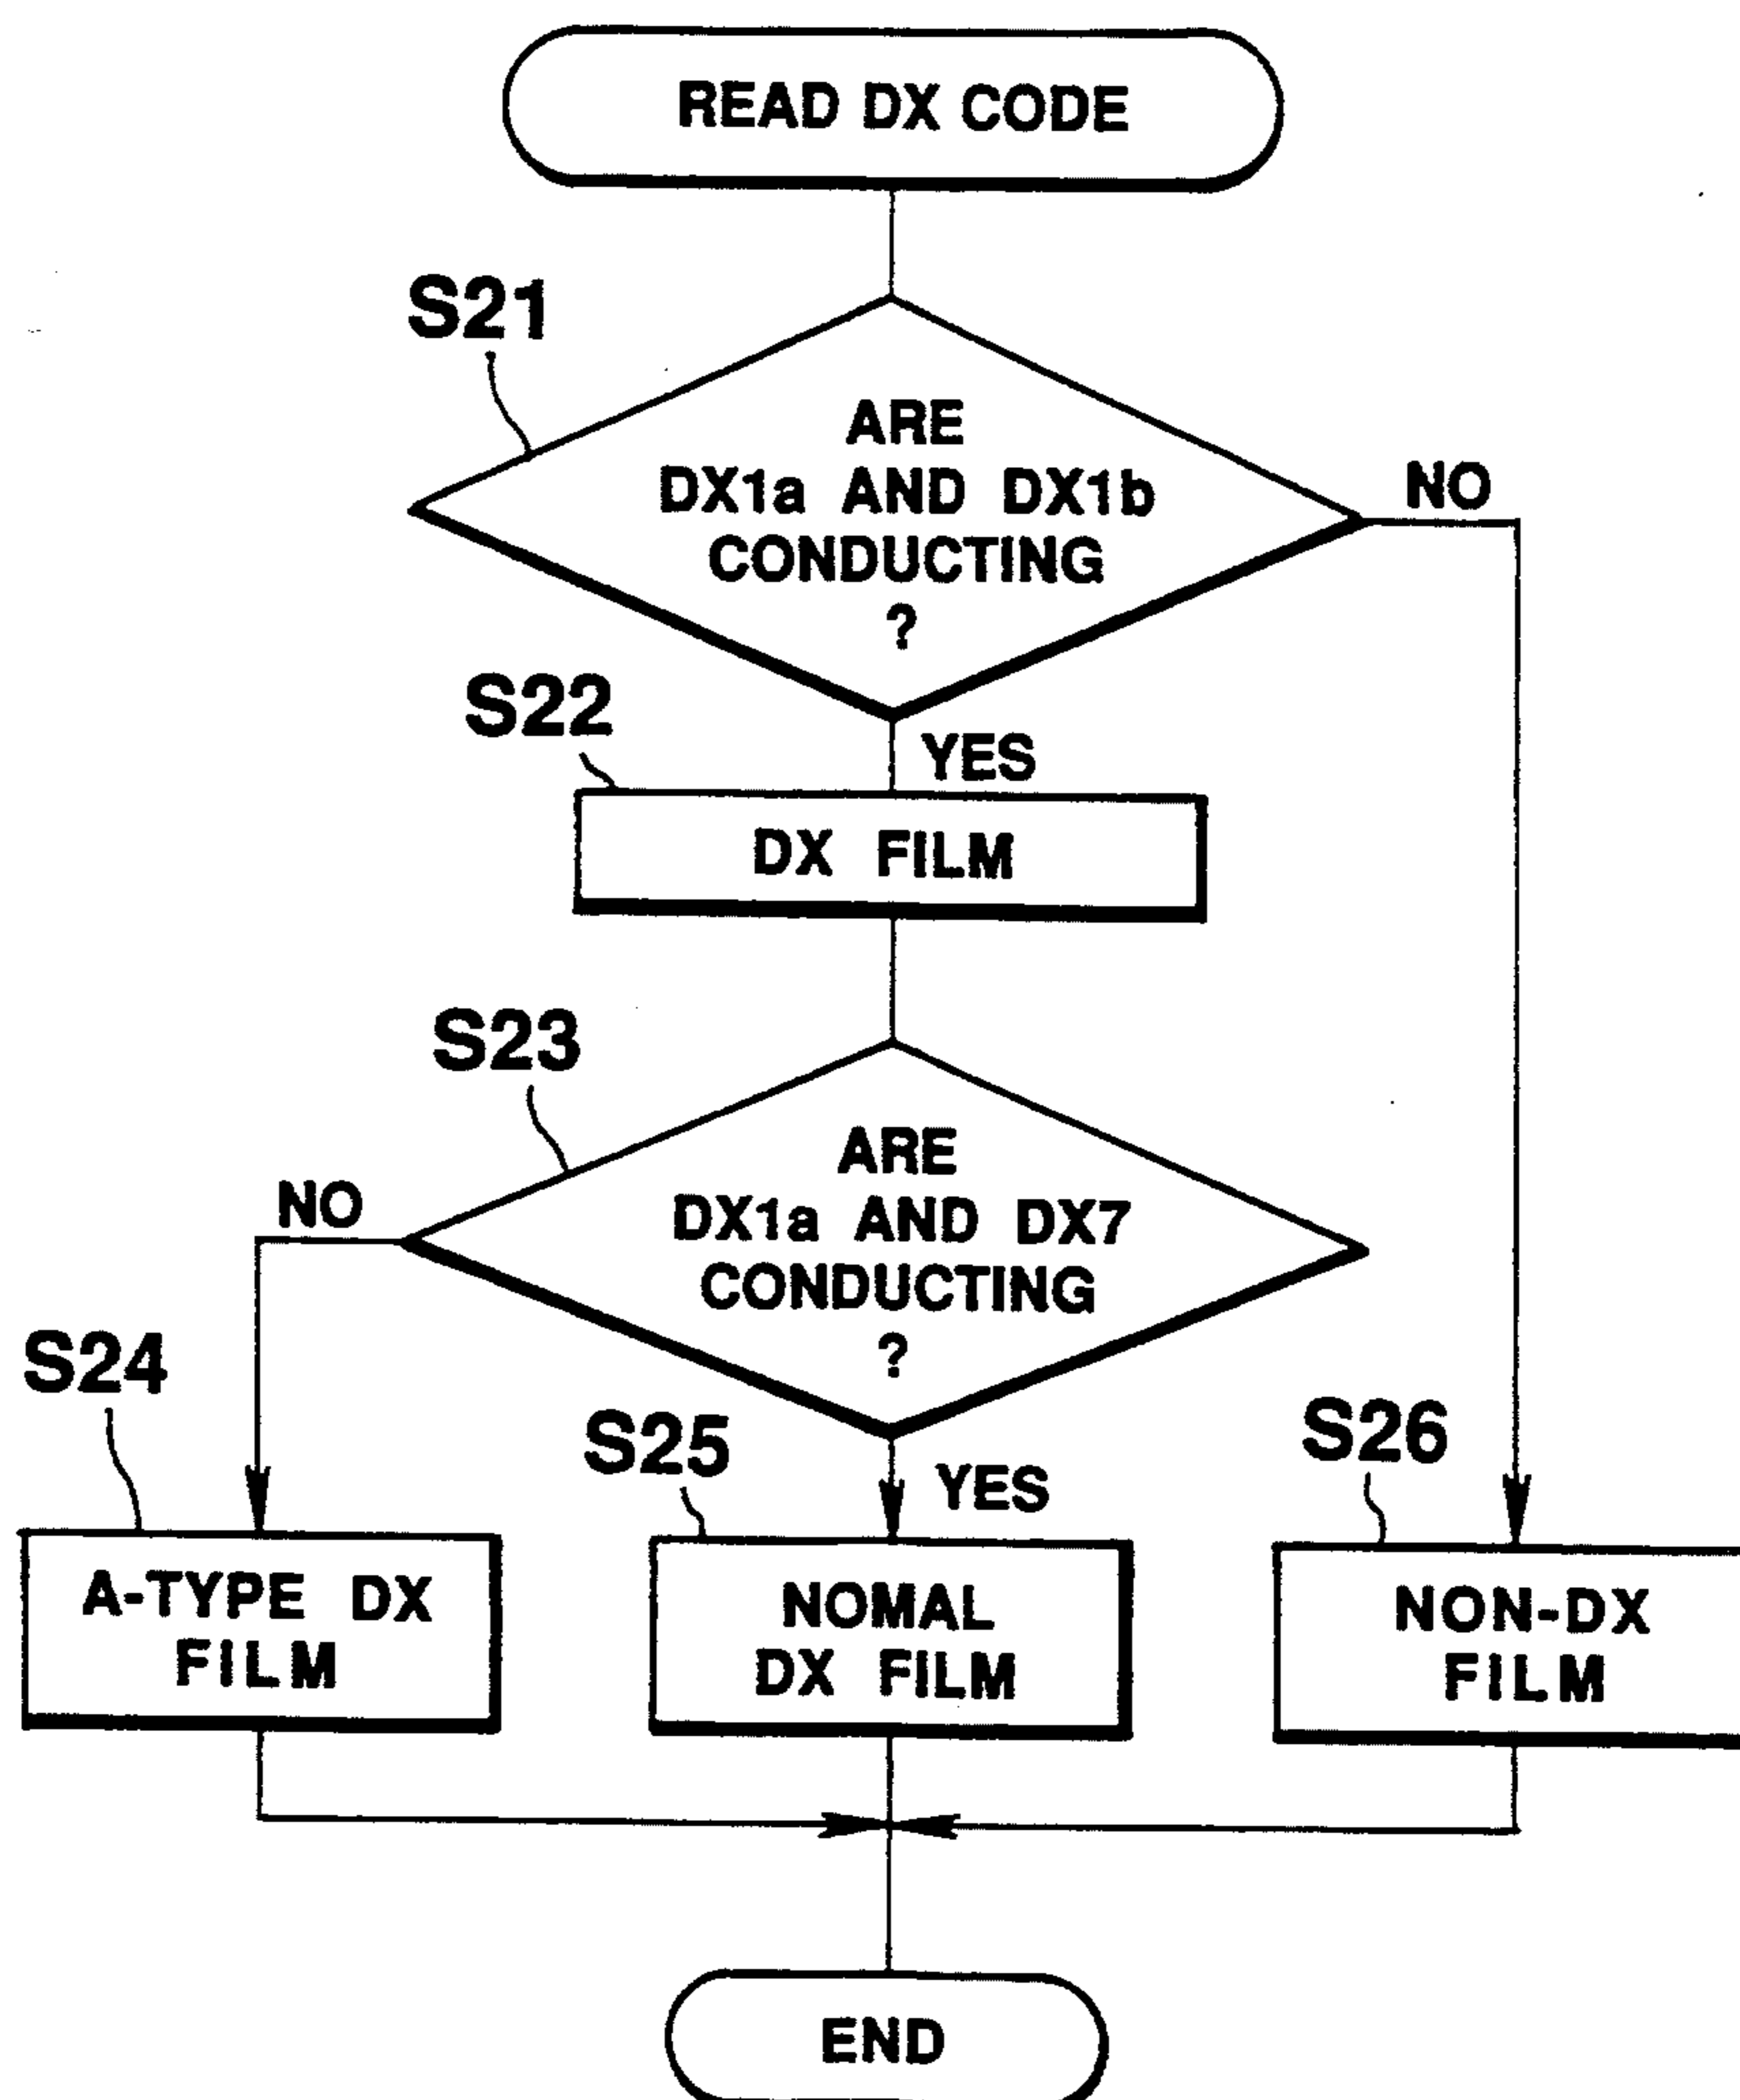 READ DX CODE
S21
ARE
DX1a AND DX1b
CONDUCTING
?
NO
S22
YES
DX FILM
S23
ARE
DX1a AND DX7
CONDUCTING
?
NO
S24
S25
YES
S26
A-TYPE DX
FILM
NOMAL
DX FILM
NON-DX
FILM
END